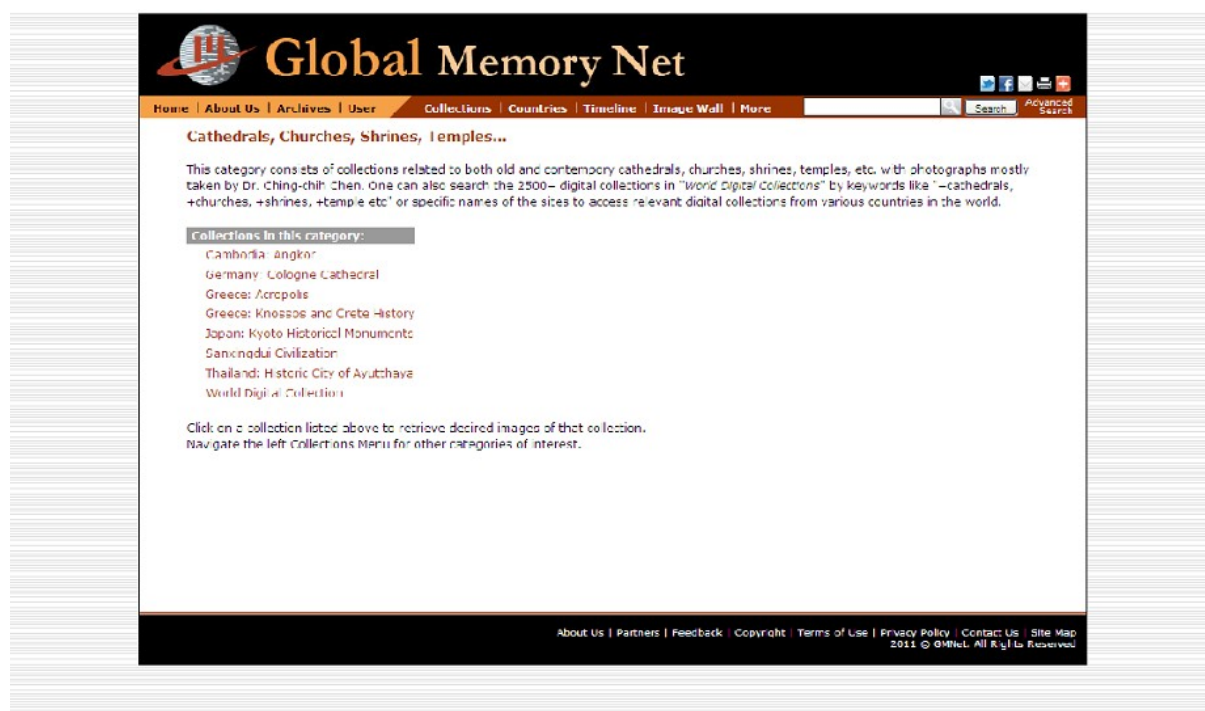 Global Memory Net
Home | About Us | Archives | User Collections | Countries | Timeline | Image Wall | More Search Advanced Search
Cathedrals, Churches, Shrines, Temples...
This category consists of collections related to both old and contempory cathedrals, churches, shrines, temples, etc. with photographs mostly
taken by Dr. Ching-chih Chen. One can also search the 2500+ digital collections in "World Digital Collections" by keywords like "+cathedrals,
+churches, +shrines, +temple etc" or specific names of the sites to access relevant digital collections from various countries in the world.
Collections in this category:
Cambodia: Angkor
Germany: Cologne Cathedral
Greece: Acropolis
Greece: Knossos and Crete History
Japan: Kyoto Historical Monuments
Sanxingdui Civilization
Thailand: Historic City of Ayutthaya
World Digital Collection
Click on a collection listed above to retrieve desired images of that collection.
Navigate the left Collections Menu for other categories of interest.
About Us | Partners | Feedback | Copyright | Terms of Use | Privacy Policy | Contact Us | Site Map
2011 © GMNet. All Rights Reserved